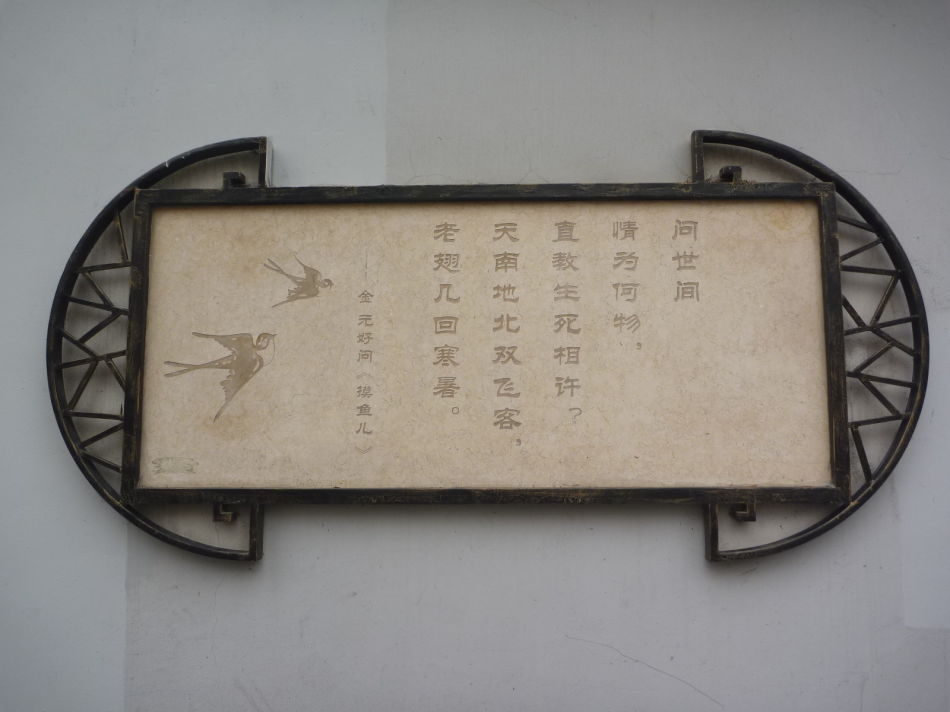 问世间
情为何物，
直教生死相许？
天南地北双飞客，
老翅几回寒暑。
金 元好问《摸鱼儿》